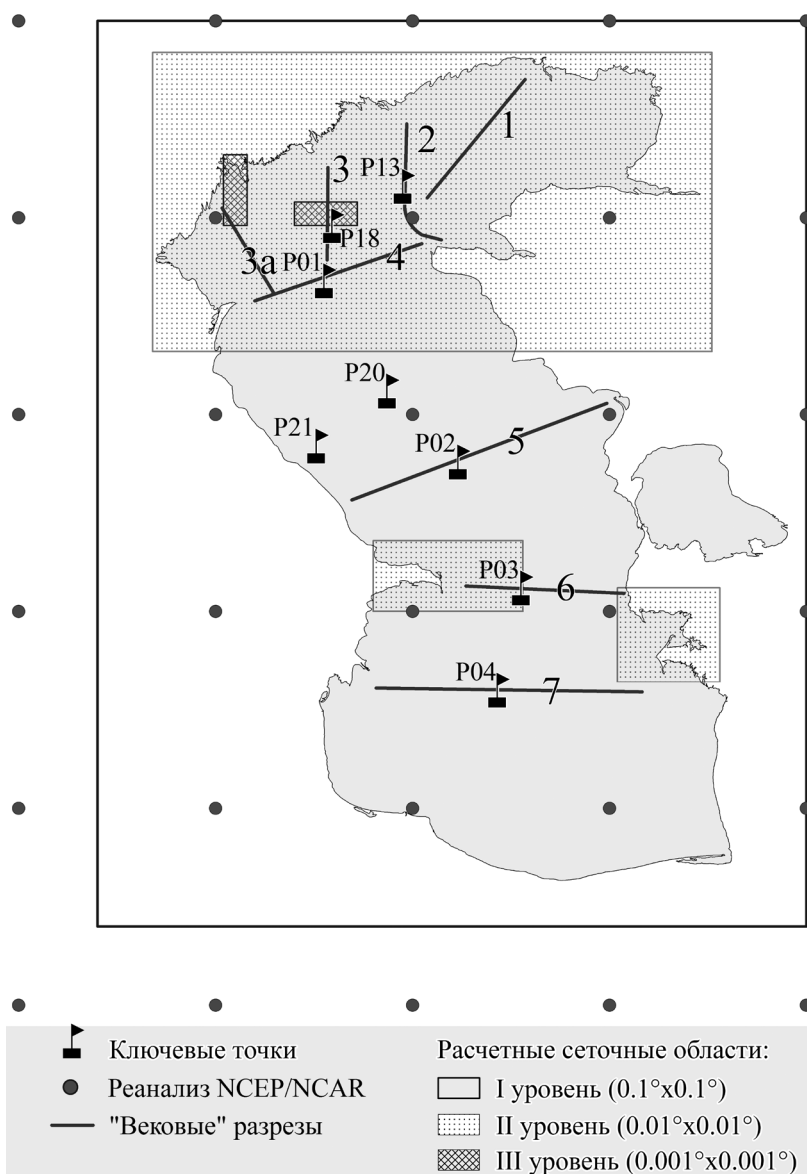 1
2
P13
3
P18
3а
P01
4
P20
P21
P02
5
P03
6
P04
7
Ключевые точки
Реанализ NCEP/NCAR
"Вековые" разрезы
Расчетные сеточные области:
I уровень (0.1°x0.1°)
II уровень (0.01°x0.01°)
III уровень (0.001°x0.001°)